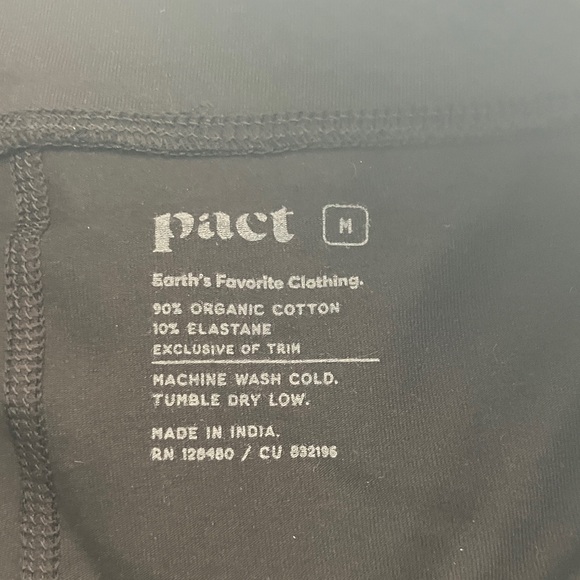 pact M
Earth's Favorite Clothing.
90% ORGANIC COTTON
10% ELASTANE
EXCLUSIVE OF TRIM
MACHINE WASH COLD.
TUMBLE DRY LOW.
MADE IN INDIA.
RN 128480 / CU 832196